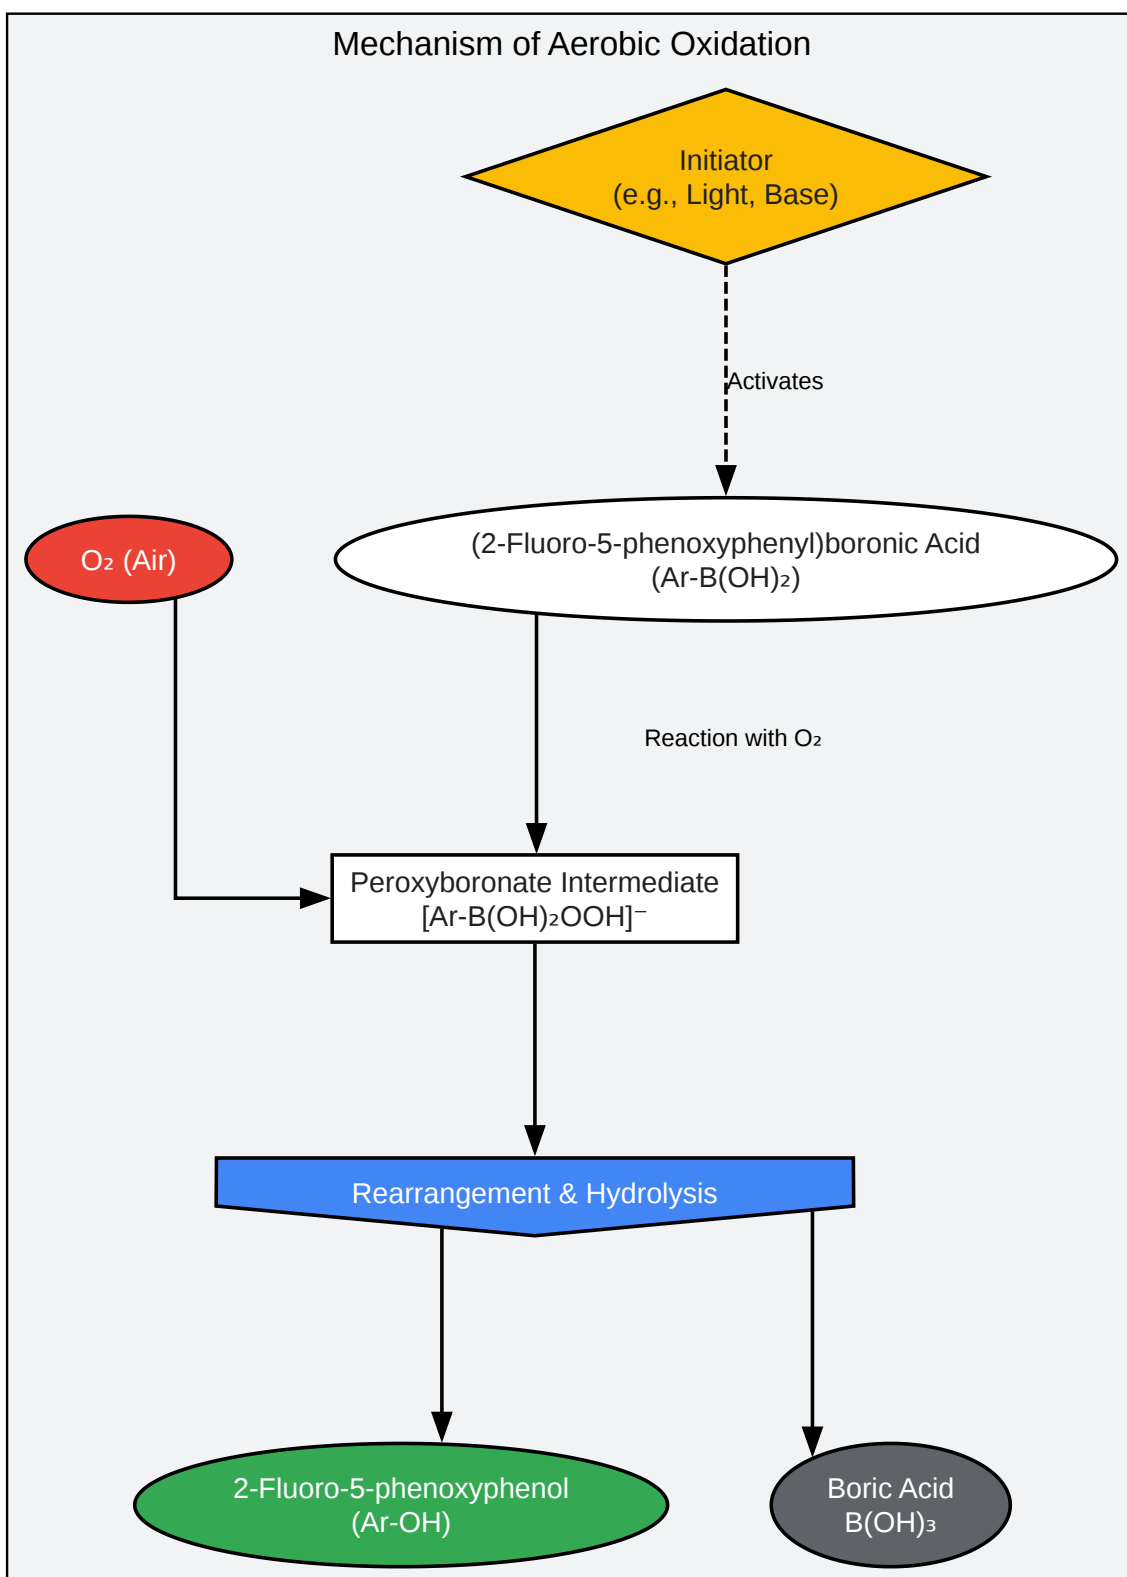 Mechanism of Aerobic Oxidation
Initiator
(e.g., Light, Base)
Activates
O₂ (Air)
(2-Fluoro-5-phenoxyphenyl)boronic Acid
(Ar-B(OH)₂)
Reaction with O₂
Peroxyboronate Intermediate
[Ar-B(OH)₂OOH]⁻
Rearrangement & Hydrolysis
2-Fluoro-5-phenoxyphenol
(Ar-OH)
Boric Acid
B(OH)₃